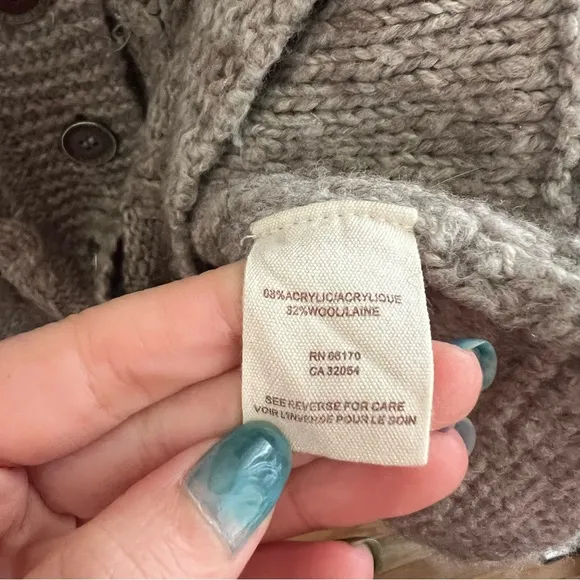 68%ACRYLIC/ACRYLIQUE
32%WOOL/LAINE
RN 66170
CA 32054
SEE REVERSE FOR CARE
VOIR L'INVERSE POUR LE SOIN